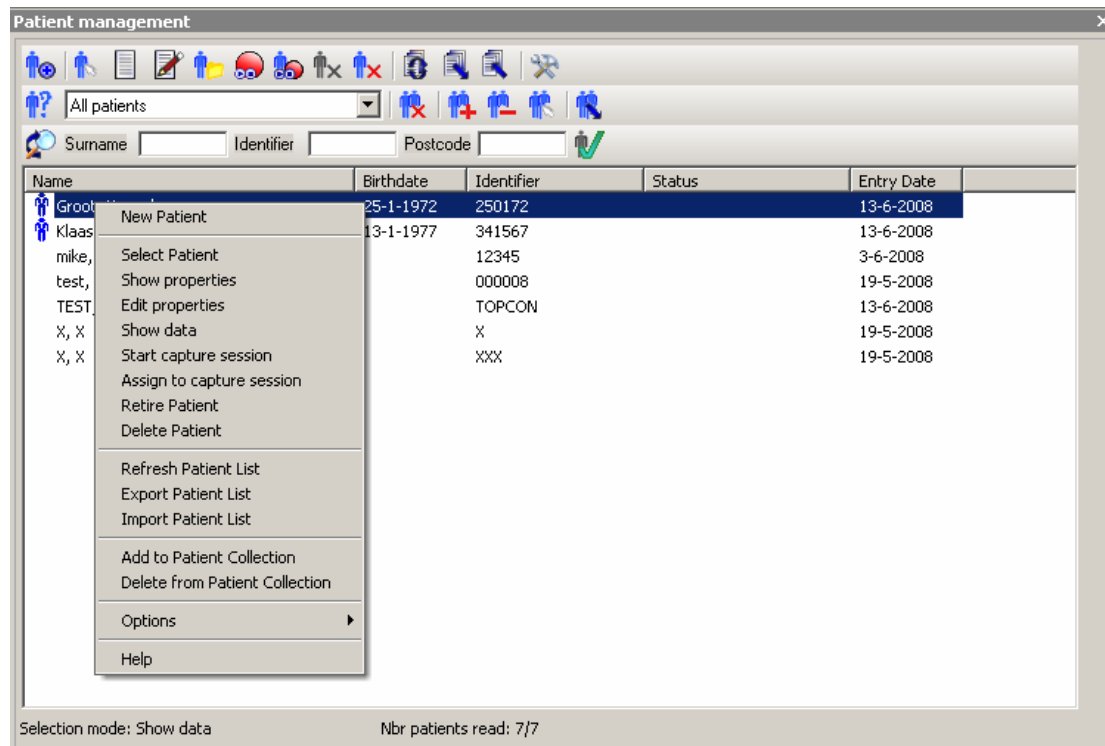 Patient management
All patients
Surname Identifier Postcode
Name Birthdate Identifier Status Entry Date
25-1-1972 250172 13-6-2008
Klaas 13-1-1977 341567 13-6-2008
mike, 12345 3-6-2008
test, 000008 19-5-2008
TEST, TOPCON 13-6-2008
X, X X 19-5-2008
X, X XXX 19-5-2008
New Patient
Select Patient
Show properties
Edit properties
Show data
Start capture session
Assign to capture session
Retire Patient
Delete Patient
Refresh Patient List
Export Patient List
Import Patient List
Add to Patient Collection
Delete from Patient Collection
Options
Help
Selection mode: Show data Nbr patients read: 7/7